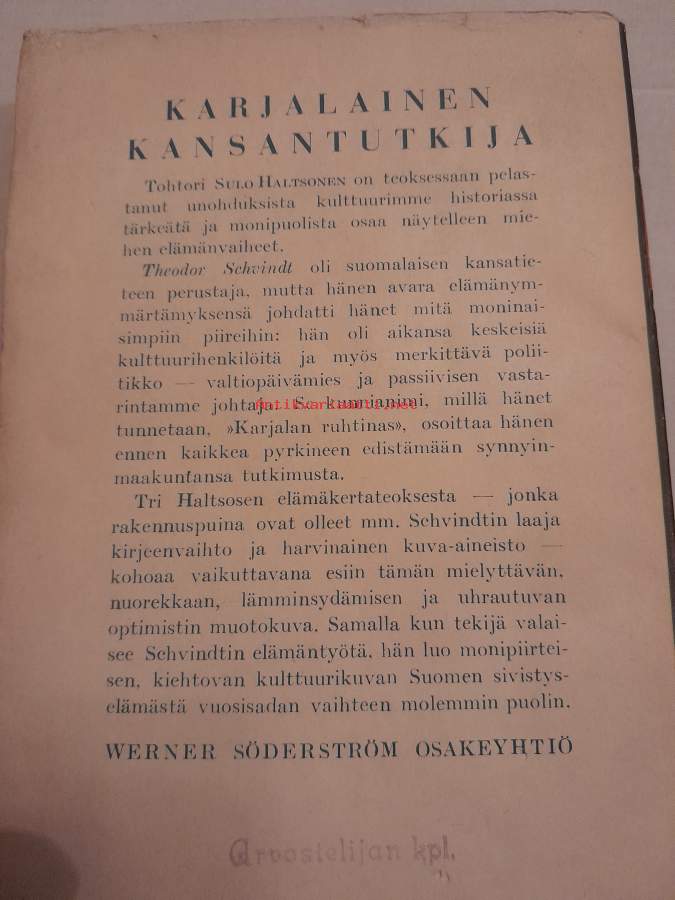 KARJALAINEN
KANSANTUTKIJA
Tohtori SULO HALTSONEN on teoksessaan pelas-
tanut unohduksista kulttuurimme historiassa
tärkeätä ja monipuolista osaa näytelleen mie-
hen elämänvaiheet.
Theodor Schvindt oli suomalaisen kansatie-
teen perustaja, mutta hänen avara elämänym-
märtämyksensä johdatti hänet mitä moninai-
simpiin piireihin: hän oli aikansa keskeisiä
kulttuurihenkilöitä ja myös merkittävä polii-
tikko — valtiopäivämies ja passiivisen vasta-
rintamme johtaja. Se kunnianimi, millä hänet
Antikvariaatti.net
tunnetaan, »Karjalan ruhtinas», osoittaa hänen
ennen kaikkea pyrkineen edistämään synnyin-
maakuntansa tutkimusta.
Tri Haltsosen elämäkertateoksesta — jonka
rakennuspuina ovat olleet mm. Schvindtin laaja
kirjeenvaihto ja harvinainen kuva-aineisto —
kohoaa vaikuttavana esiin tämän miellyttävän,
nuorekkaan, lämminsydämisen ja uhrautuvan
optimistin muotokuva. Samalla kun tekijä valai-
see Schvindtin elämäntyötä, hän luo monipiirtei-
sen, kiehtovan kulttuurikuvan Suomen sivistys-
elämästä vuosisadan vaihteen molemmin puolin.
WERNER SÖDERSTRÖM OSAKEYHTIÖ
Arvostelijan kpl.